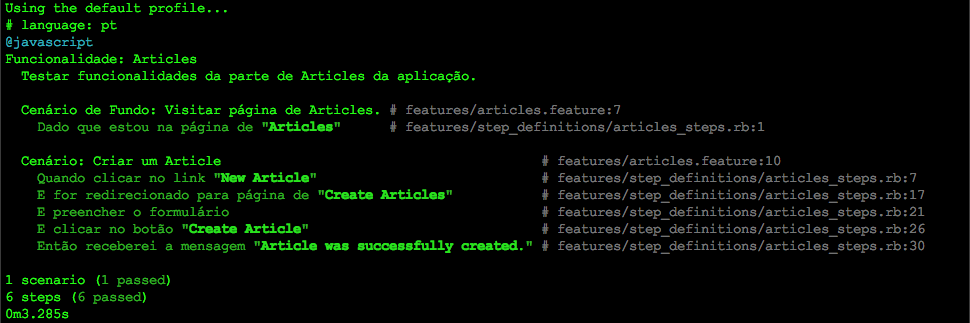 Using the default profile...
# language: pt
@javascript
Funcionalidade: Articles
  Testar funcionalidades da parte de Articles da aplicação.

  Cenário de Fundo: Visitar página de Articles. # features/articles.feature:7
    Dado que estou na página de "Articles"      # features/step_definitions/articles_steps.rb:1

  Cenário: Criar um Article                                        # features/articles.feature:10
    Quando clicar no link "New Article"                            # features/step_definitions/articles_steps.rb:7
    E for redirecionado para página de "Create Articles"           # features/step_definitions/articles_steps.rb:17
    E preencher o formulário                                       # features/step_definitions/articles_steps.rb:21
    E clicar no botão "Create Article"                             # features/step_definitions/articles_steps.rb:26
    Então receberei a mensagem "Article was successfully created." # features/step_definitions/articles_steps.rb:30

1 scenario (1 passed)
6 steps (6 passed)
0m3.285s